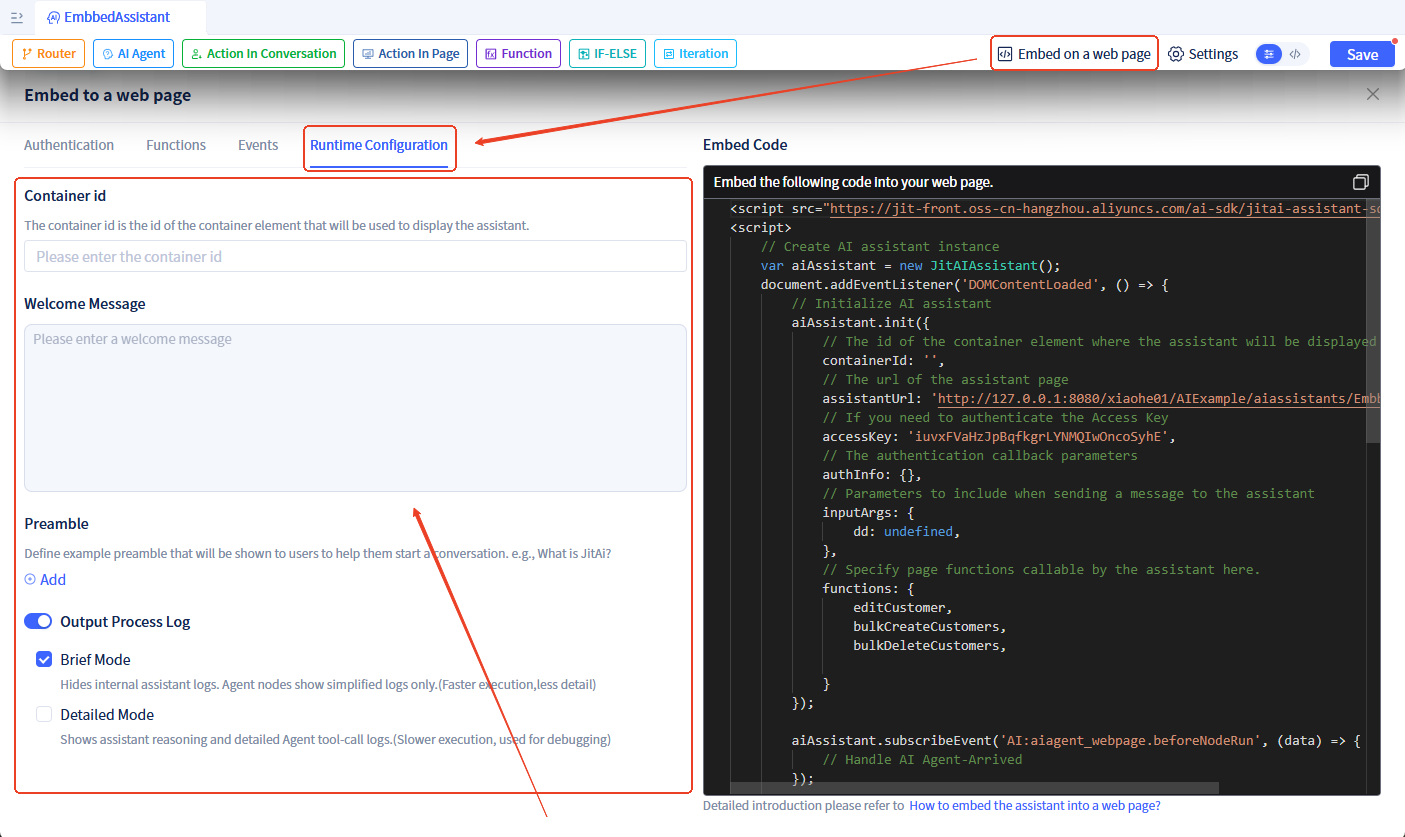 EmbbedAssistant
Router
AI Agent
Action In Conversation
Action In Page
Function
IF-ELSE
Iteration
Embed on a web page
Settings
Save
Embed to a web page
Authentication
Functions
Events
Runtime Configuration
Container id
The container id is the id of the container element that will be used to display the assistant.
Please enter the container id
Welcome Message
Please enter a welcome message
Preamble
Define example preamble that will be shown to users to help them start a conversation. e.g., What is JitAi?
Add
Output Process Log
Brief Mode
Hides internal assistant logs. Agent nodes show simplified logs only.(Faster execution,less detail)
Detailed Mode
Shows assistant reasoning and detailed Agent tool-call logs.(Slower execution, used for debugging)
Embed Code
Embed the following code into your web page.
<script src="https://jit-front.oss-cn-hangzhou.aliyuncs.com/ai-sdk/jitai-assistant-sd
<script>
// Create AI assistant instance
var aiAssistant = new JitAIAssistant();
document.addEventListener('DOMContentLoaded', () => {
// Initialize AI assistant
aiAssistant.init({
// The id of the container element where the assistant will be displayed
containerId: '',
// The url of the assistant page
assistantUrl: 'http://127.0.0.1:8080/xiaohe01/AIExample/aiassistants/Embb
// If you need to authenticate the Access Key
accessKey: 'iuvxFVaHzJpBqfkgrLYNMQIwOncoSyhE',
// The authentication callback parameters
authInfo: {},
// Parameters to include when sending a message to the assistant
inputArgs: {
dd: undefined,
},
// Specify page functions callable by the assistant here.
functions: {
editCustomer,
bulkCreateCustomers,
bulkDeleteCustomers,
}
});
aiAssistant.subscribeEvent('AI:aiagent_webpage.beforeNodeRun', (data) => {
// Handle AI Agent-Arrived
});
Detailed introduction please refer to How to embed the assistant into a web page?